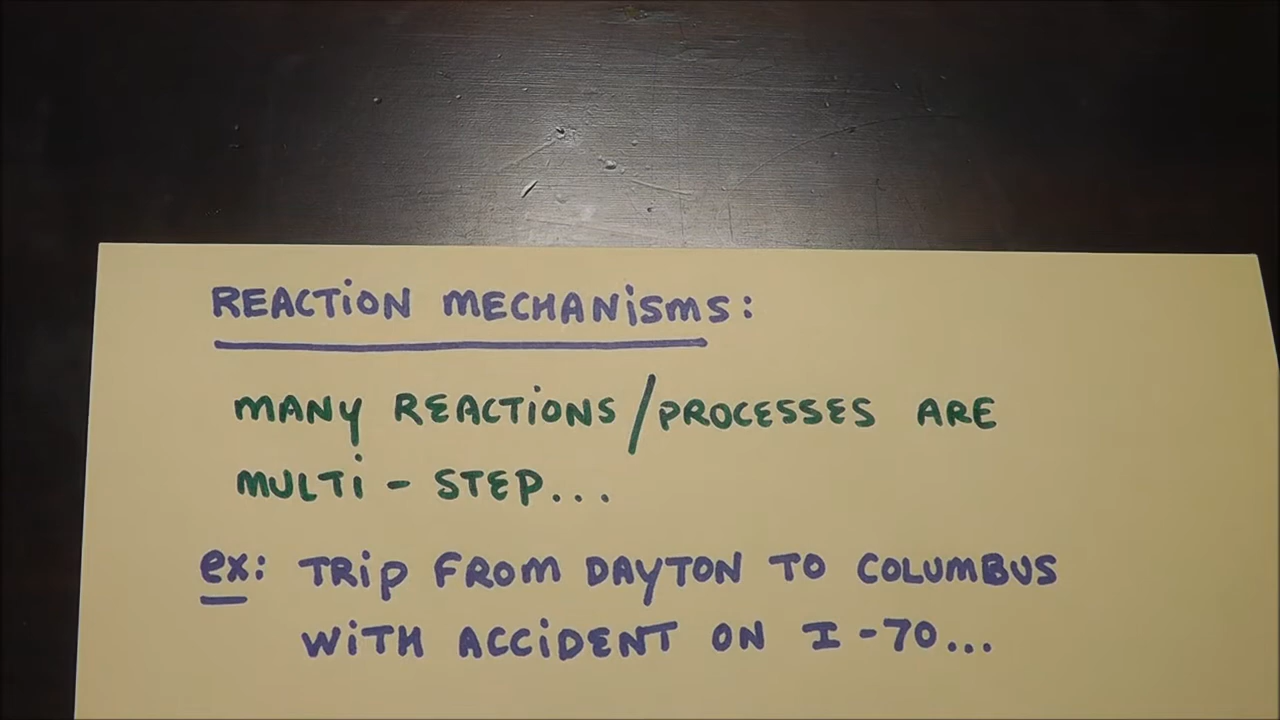 REACTION MECHANISMS:
MANY REACTIONS/PROCESSES ARE
MULTI-STEP...
ex: TRIP FROM DAYTON TO COLUMBUS
WITH ACCIDENT ON I-70...